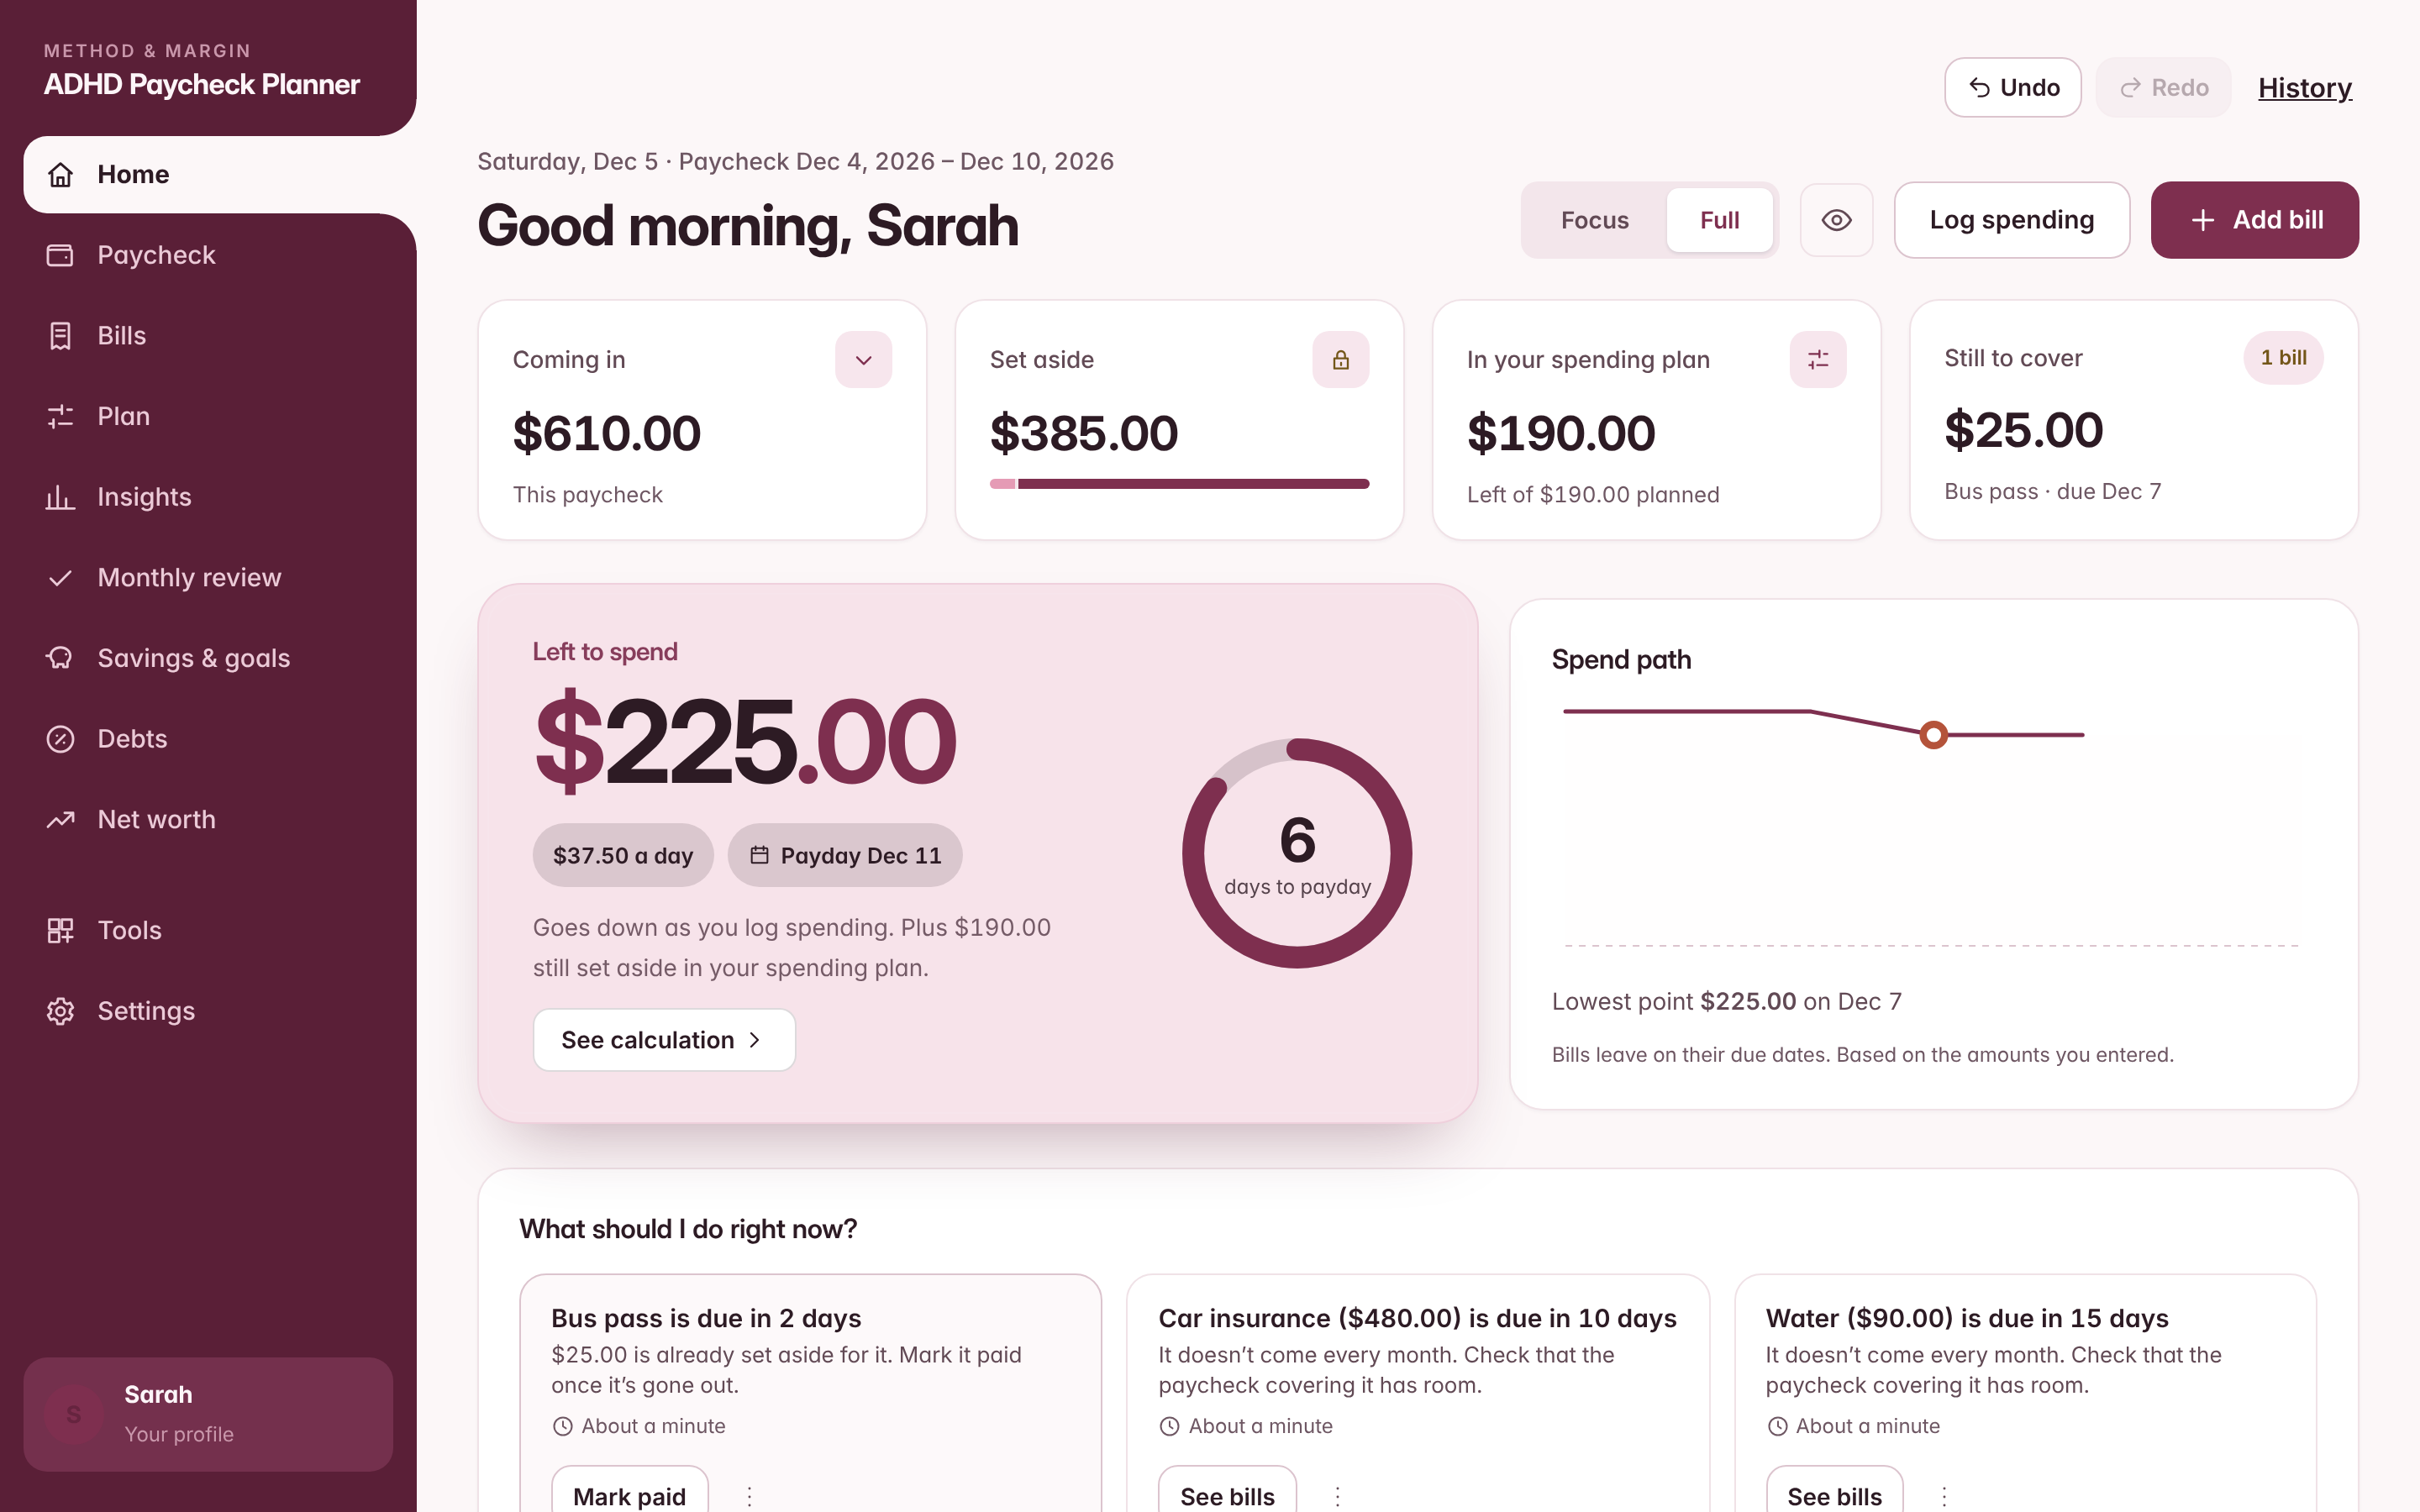 METHOD & MARGIN
ADHD Paycheck Planner
Home
Paycheck
Bills
Plan
Insights
Monthly review
Savings & goals
Debts
Net worth
Tools
Settings
S
Sarah
Your profile
Undo
Redo
History
Saturday, Dec 5 · Paycheck Dec 4, 2026 – Dec 10, 2026
Good morning, Sarah
Focus
Full
Log spending
Add bill
Coming in
$610.00
This paycheck
Set aside
$385.00
In your spending plan
$190.00
Left of $190.00 planned
Still to cover
1 bill
$25.00
Bus pass · due Dec 7
Left to spend
$225.00
$37.50 a day
Payday Dec 11
Goes down as you log spending. Plus $190.00
still set aside in your spending plan.
See calculation
6
days to payday
Spend path
Lowest point $225.00 on Dec 7
Bills leave on their due dates. Based on the amounts you entered.
What should I do right now?
Bus pass is due in 2 days
$25.00 is already set aside for it. Mark it paid
once it’s gone out.
About a minute
Mark paid
Car insurance ($480.00) is due in 10 days
It doesn’t come every month. Check that the
paycheck covering it has room.
About a minute
See bills
Water ($90.00) is due in 15 days
It doesn’t come every month. Check that the
paycheck covering it has room.
About a minute
See bills